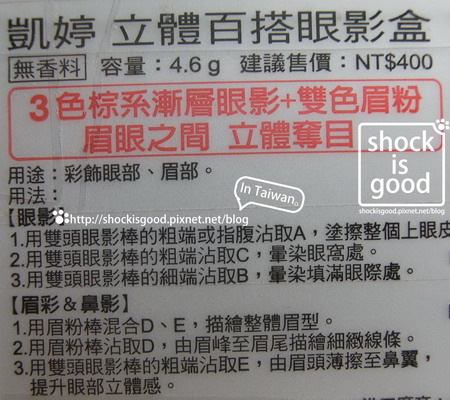 凱婷 立體百搭眼影盒
無香料 容量：4.6g 建議售價：NT$400
3色棕系漸層眼影+雙色眉粉
眉眼之間 立體奪目
shock
is
good
shockisgood.pixnet.net/blog
用途：彩飾眼部、眉部。
用法：
In Taiwan。
【眼影】
http://shockisgood.pixnet.net/blog
1.用雙頭眼影棒的粗端或指腹沾取A，塗擦整個上眼皮
2.用雙頭眼影棒的粗端沾取C，暈染眼窩處。
3.用雙頭眼影棒的細端沾取B，暈染填滿眼際處。
【眉彩＆鼻影】
1.用眉粉棒混合D、E，描繪整體眉型。
2.用眉粉棒沾取D，由眉峰至眉尾描繪細緻線條。
3.用雙頭眼影棒的粗端沾取E，由眉頭薄擦至鼻翼，
提升眼部立體感。